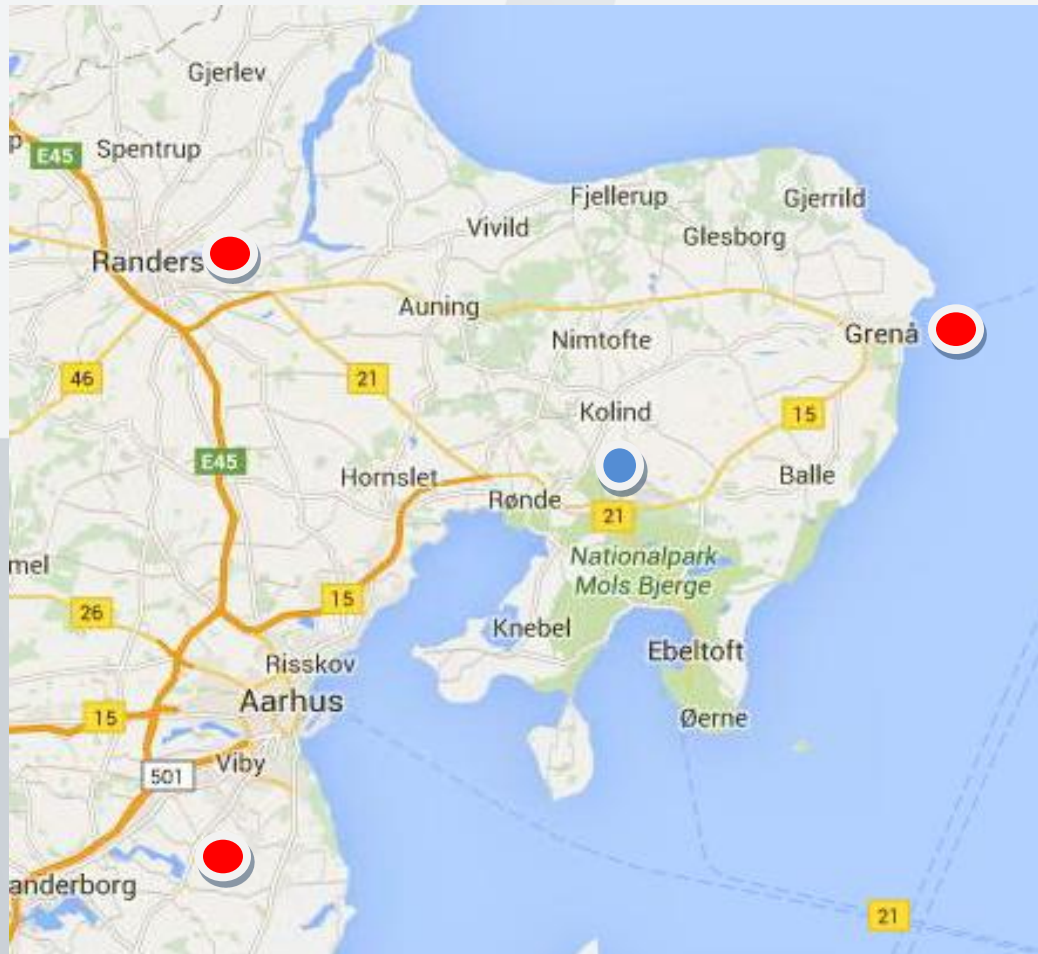 Gjerlev
Spentrup
p
E45
Fjellerup
Gjerrild
Vivild
Glesborg
Randers
Auning
Nimtofte
Grenå
46
21
Kolind
15
E45
Hornslet
Rønde
Balle
21
mel
Nationalpark
Mols Bjerge
26
15
Knebel
Risskov
Ebeltoft
Aarhus
15
Øerne
Viby
501
anderborg
21